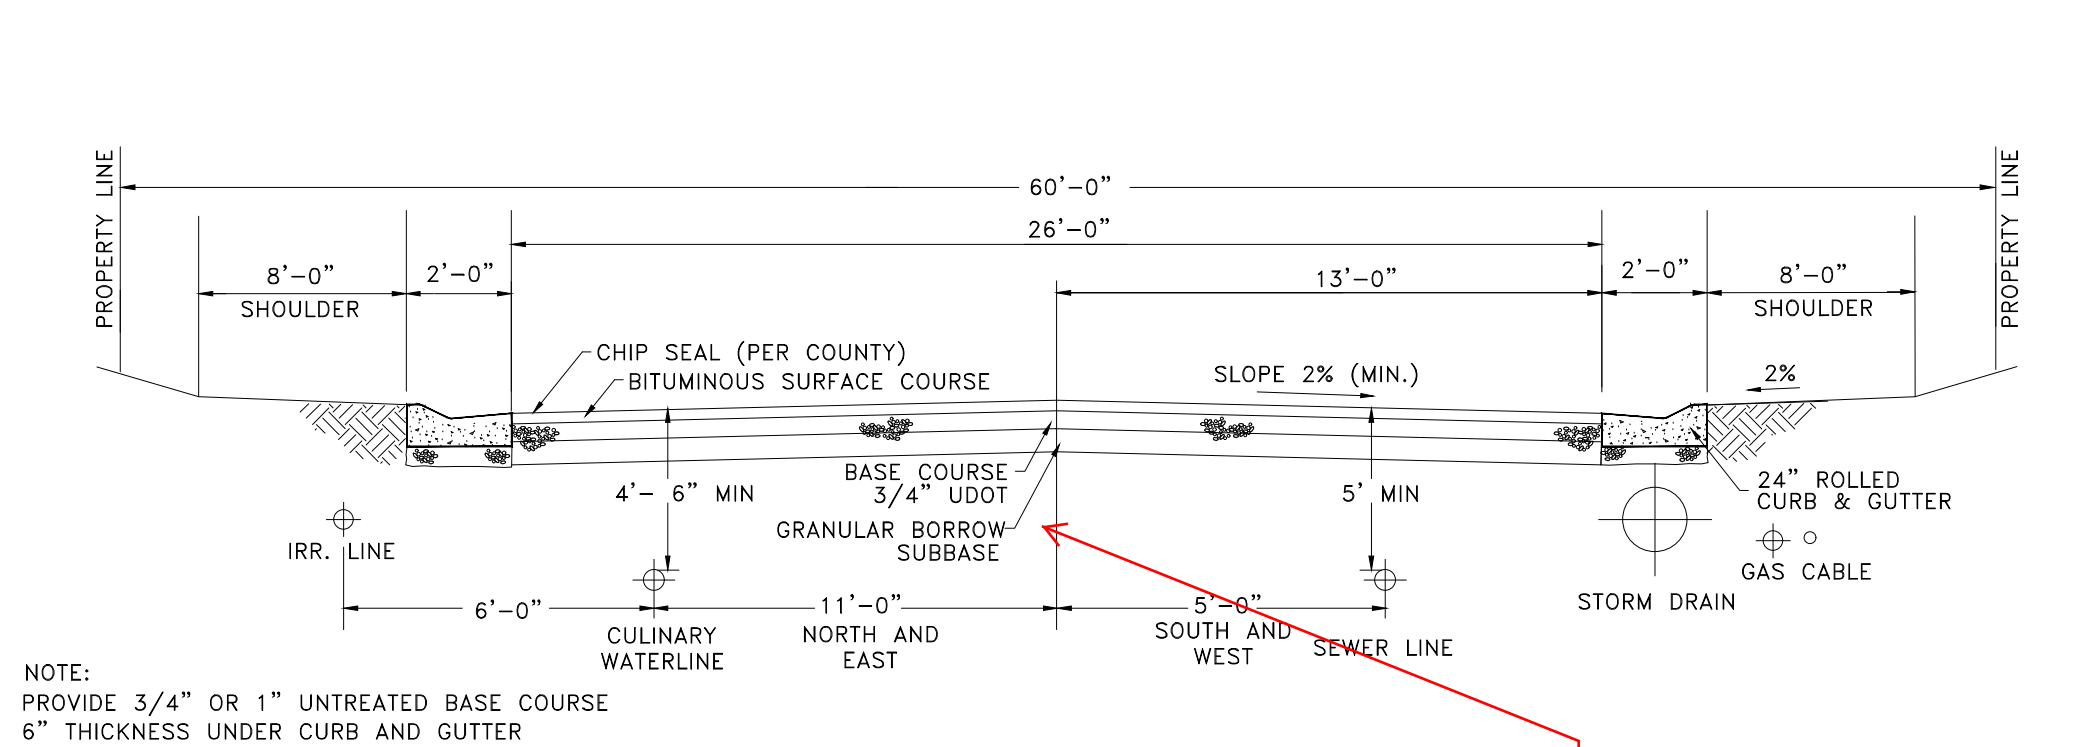 PROPERTY LINE
60'-0"
PROPERTY LINE
26'-0"
8'-0"
SHOULDER
2'-0"
13'-0"
2'-0"
8'-0"
SHOULDER
CHIP SEAL (PER COUNTY)
BITUMINOUS SURFACE COURSE
SLOPE 2% (MIN.)
2%
BASE COURSE
3/4" UDOT
4'- 6" MIN
5' MIN
24" ROLLED
CURB & GUTTER
GRANULAR BORROW
SUBBASE
IRR. LINE
GAS CABLE
STORM DRAIN
6'-0"
11'-0"
5'-0"
CULINARY
WATERLINE
NORTH AND
EAST
SOUTH AND
WEST
SEWER LINE
NOTE:
PROVIDE 3/4" OR 1" UNTREATED BASE COURSE
6" THICKNESS UNDER CURB AND GUTTER